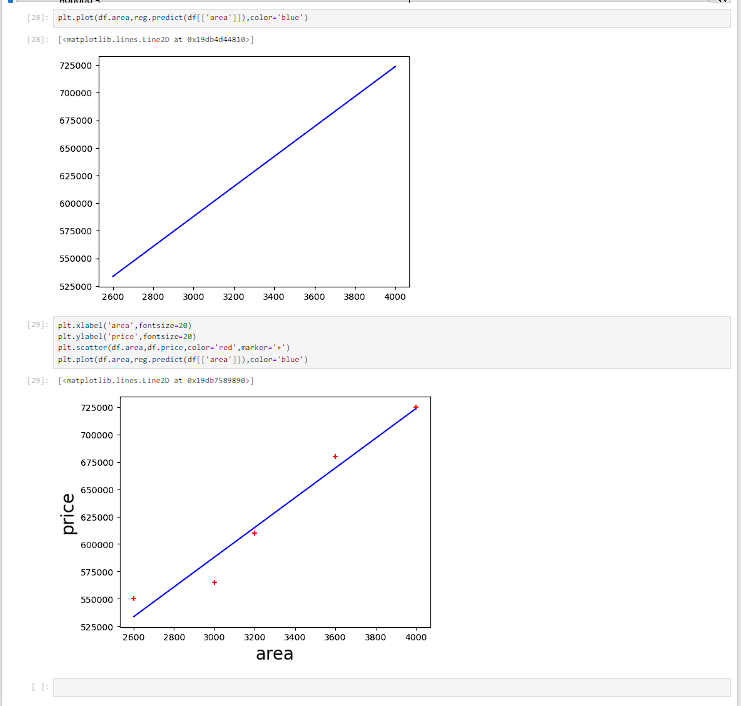 [28]: plt.plot(df.area,reg.predict(df[['area']]),color='blue')
[28]: [<matplotlib.lines.Line2D at 0x19db4d44810>]
725000
700000
675000
650000
625000
600000
575000
550000
525000
2600 2800 3000 3200 3400 3600 3800 4000
[29]: plt.xlabel('area',fontsize=20)
plt.ylabel('price',fontsize=20)
plt.scatter(df.area,df.price,color='red',marker='+')
plt.plot(df.area,reg.predict(df[['area']]),color='blue')
[29]: [<matplotlib.lines.Line2D at 0x19db7589890>]
725000
700000
675000
650000
625000
600000
575000
550000
525000
price
2600 2800 3000 3200 3400 3600 3800 4000
area
[ ]: